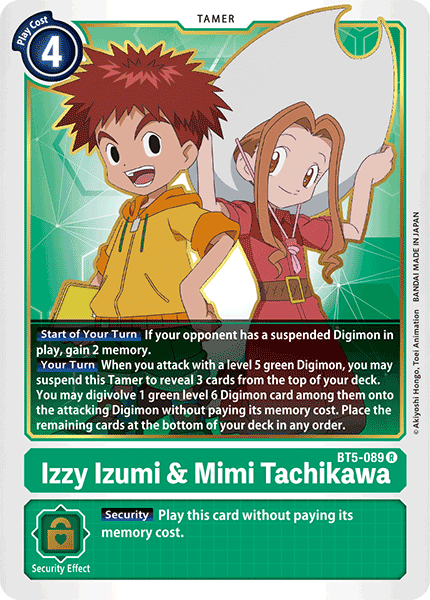 TAMER
Play Cost
4
Start of Your Turn If your opponent has a suspended Digimon in
play, gain 2 memory.
Your Turn When you attack with a level 5 green Digimon, you may
suspend this Tamer to reveal 3 cards from the top of your deck.
You may digivolve 1 green level 6 Digimon card among them onto
the attacking Digimon without paying its memory cost. Place the
remaining cards at the bottom of your deck in any order.
©Akiyoshi Hongo, Toei Animation BANDAI MADE IN JAPAN
BT5-089 R
Izzy Izumi & Mimi Tachikawa
Security Play this card without paying its
memory cost.
Security Effect